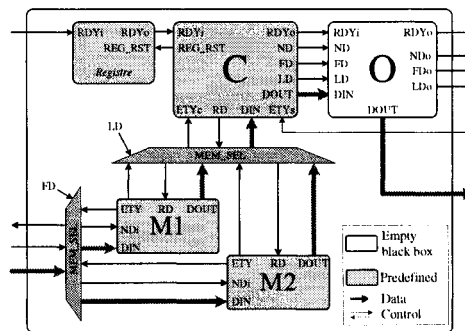 RDYi RDYo RDYi RDYo RDYi RDYo
REG_RST REG_RST ND ND NDo
Registre C FD FD O FDo
LD LD LDo
DOUT DIN
ETYc RD DIN ETYs DOUT
LD
MEM_SEL
FD
ETY RD DOUT ETY RD DOUT
NDi M1
DIN
MEM_SEL
M2
NDi
DIN
Empty
black box
Predefined
Data
Control